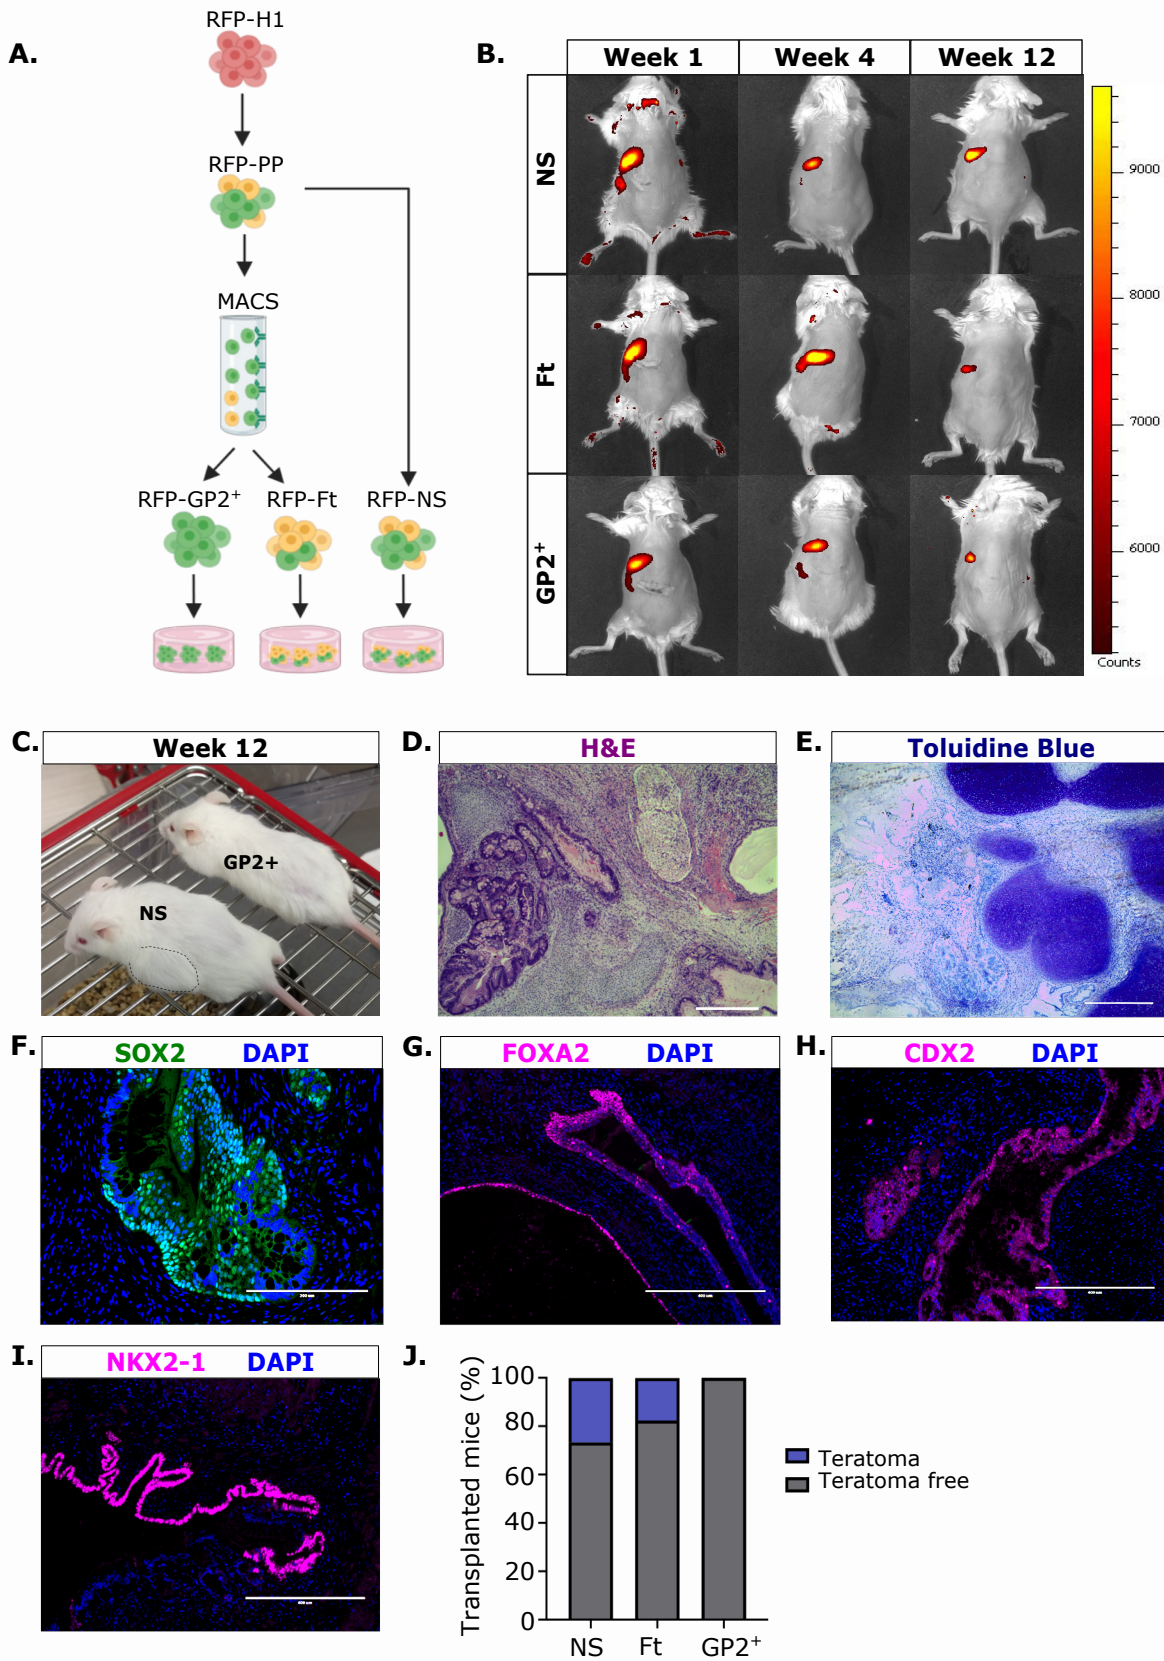 A.
RFP-H1
RFP-PP
MACS
RFP-GP2⁺ RFP-Ft RFP-NS
B.
Week 1 Week 4 Week 12
NS
Ft
GP2⁺
9000
8000
7000
6000
Counts
C. Week 12
GP2+
NS
D. H&E
E. Toluidine Blue
F. SOX2 DAPI
G. FOXA2 DAPI
H. CDX2 DAPI
I. NKX2-1 DAPI
J.
Transplanted mice (%)
100
80
60
40
20
0
NS Ft GP2⁺
Teratoma
Teratoma free